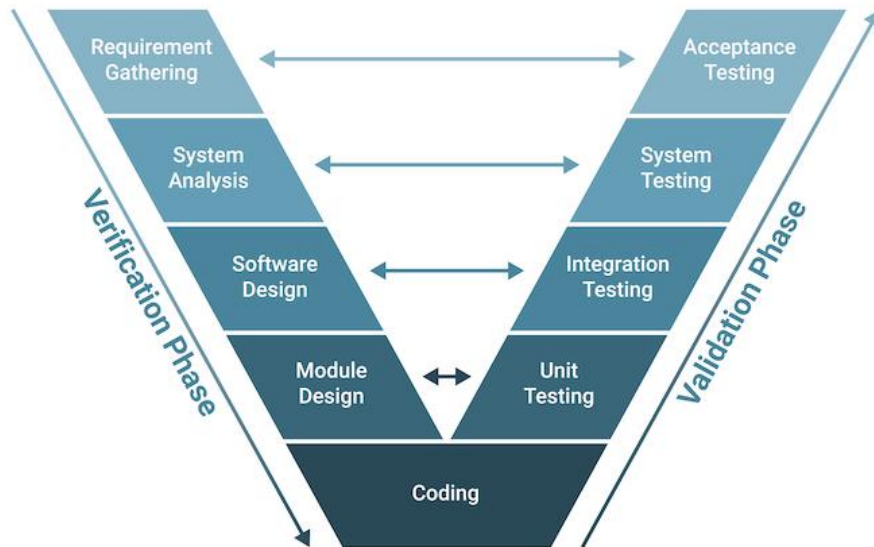 Requirement
Gathering
Acceptance
Testing
System
Analysis
System
Testing
Verification Phase
Validation Phase
Software
Design
Integration
Testing
Module
Design
Unit
Testing
Coding